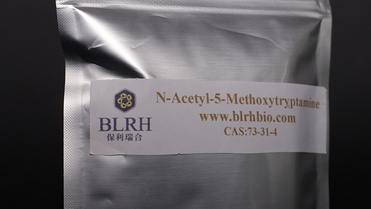 BLRH
保利瑞合
N-Acetyl-5-Methoxytryptamine
www.blrhbio.com
CAS:73-31-4